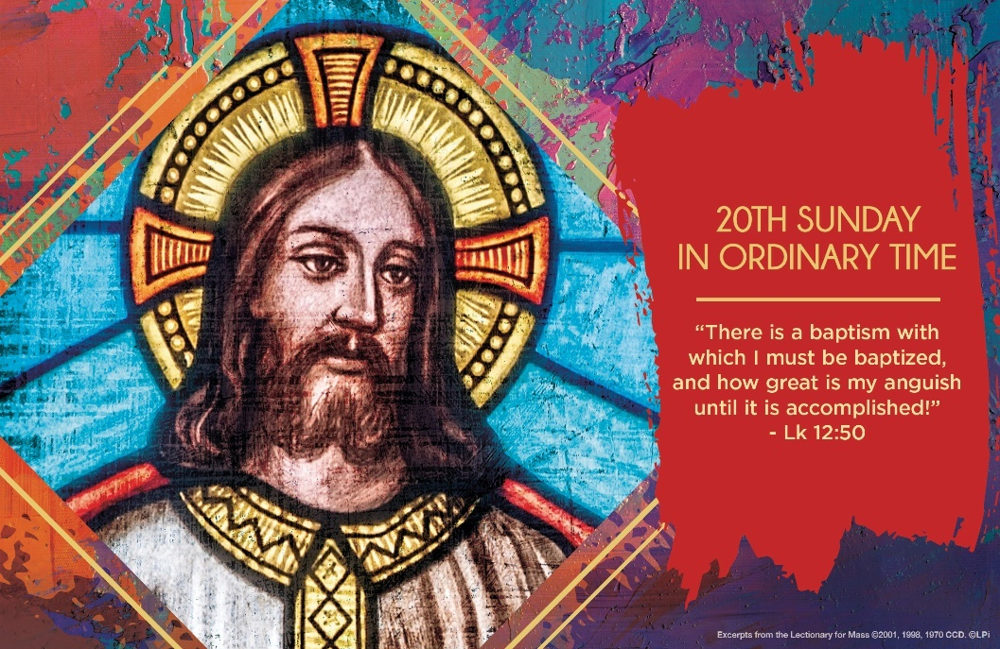 20TH SUNDAY
IN ORDINARY TIME
“There is a baptism with
which I must be baptized,
and how great is my anguish
until it is accomplished!”
- Lk 12:50
Excerpts from the Lectionary for Mass ©2001, 1998, 1970 CCD. ©LPi